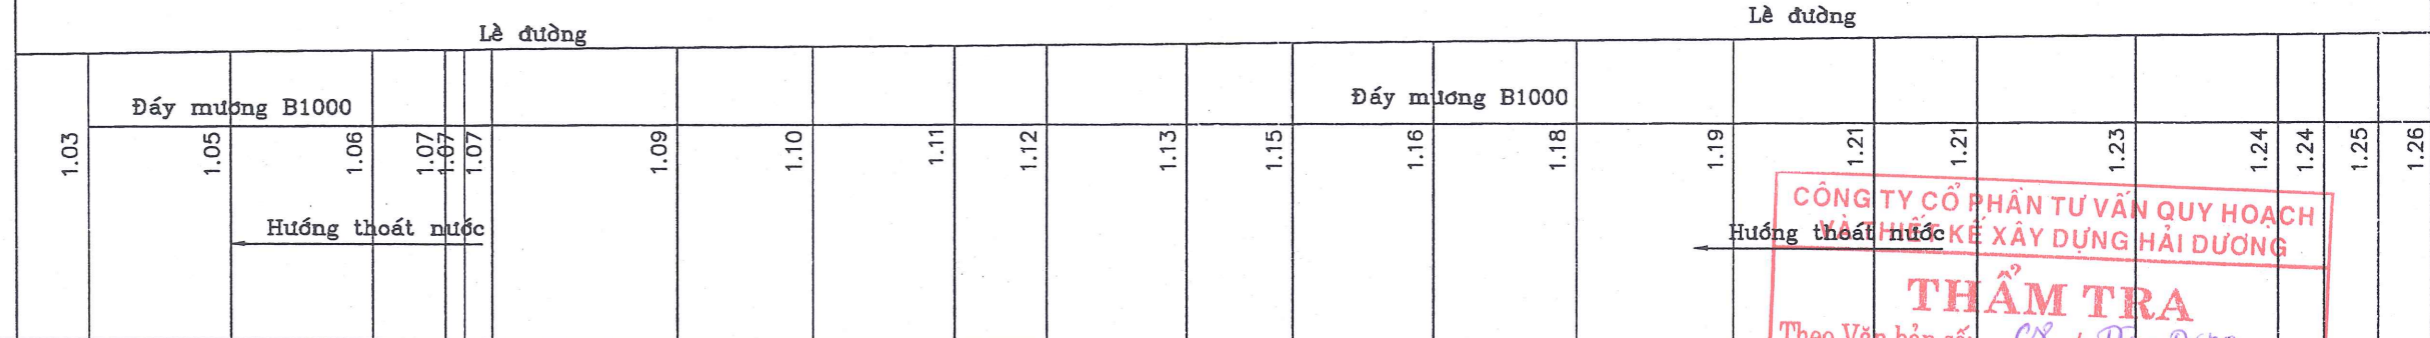 Lề đường
Lề đường
Đáy mương B1000
Đáy mương B1000
1.03 1.05 1.06 1.07 1.07 1.07 1.09 1.10 1.11 1.12 1.13 1.15 1.16 1.18 1.19 1.21 1.21 1.23 1.24 1.24 1.25 1.26
Hướng thoát nước
Hướng thoát nước
CÔNG TY CỔ PHẦN TƯ VẤN QUY HOẠCH
VÀ THIẾT KẾ XÂY DỰNG HẢI DƯƠNG
THẨM TRA
Theo Văn bản số